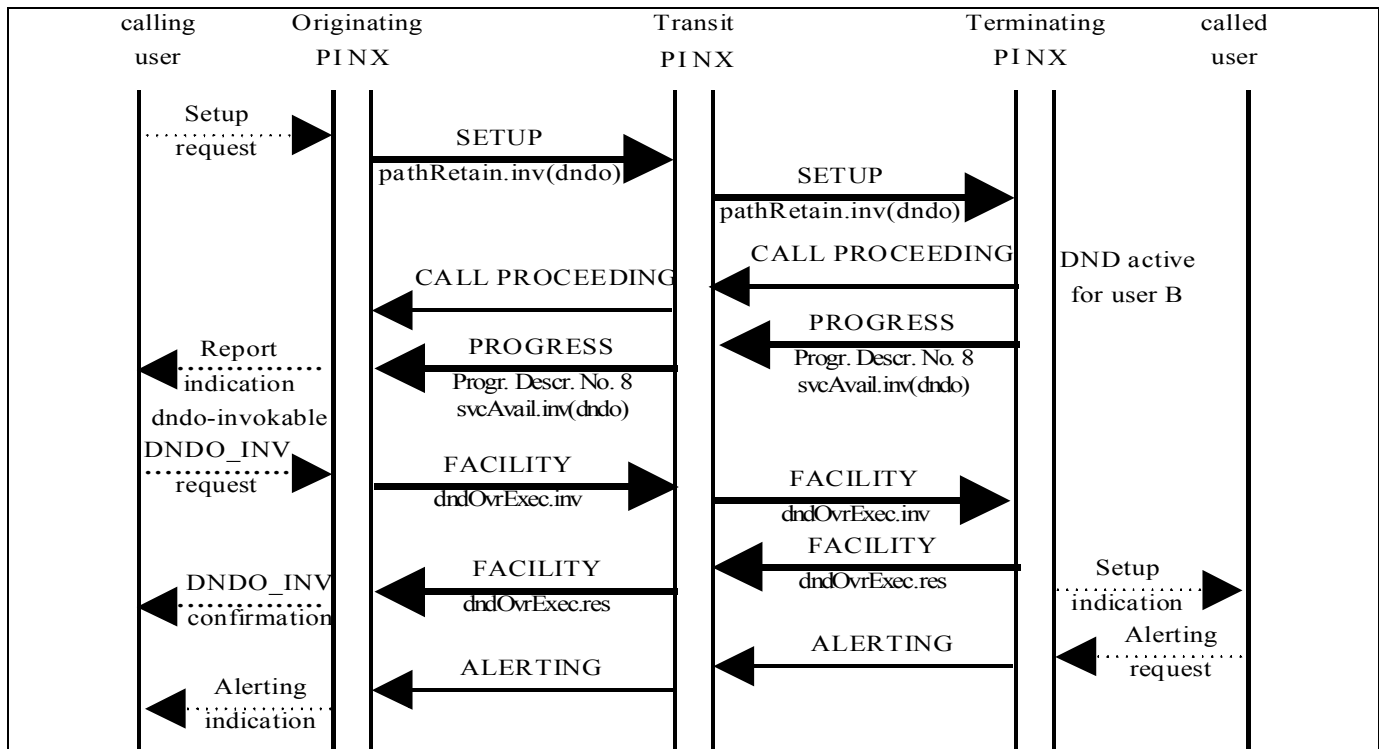 calling Originating Transit Terminating called
user PINX PINX PINX user
Setup
request
SETUP
pathRetain.inv(dndo)
SETUP
pathRetain.inv(dndo)
CALL PROCEEDING
DND active
for user B
CALL PROCEEDING
PROGRESS
Progr. Descr. No. 8
svcAvail.inv(dndo)
PROGRESS
Progr. Descr. No. 8
svcAvail.inv(dndo)
Report
indication
dndo-invokable
DNDO_INV
request
FACILITY
dndOvrExec.inv
FACILITY
dndOvrExec.inv
FACILITY
dndOvrExec.res
FACILITY
dndOvrExec.res
DNDO_INV
confirmation
Setup
indication
Alerting
request
ALERTING
ALERTING
Alerting
indication